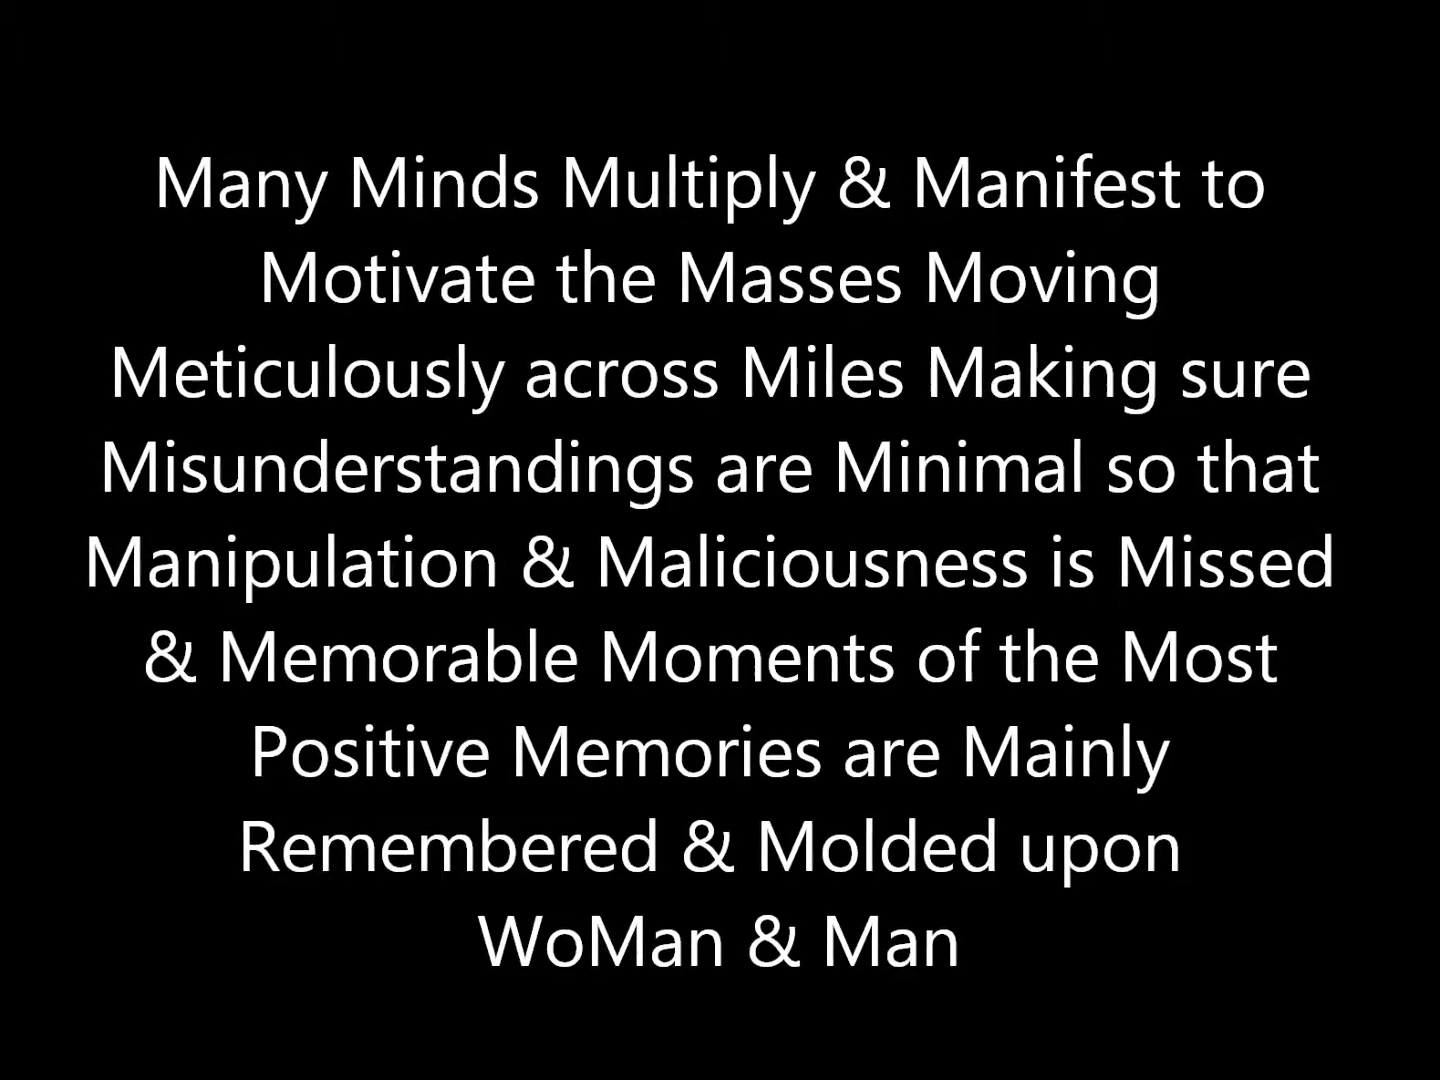 Many Minds Multiply & Manifest to
Motivate the Masses Moving
Meticulously across Miles Making sure
Misunderstandings are Minimal so that
Manipulation & Maliciousness is Missed
& Memorable Moments of the Most
Positive Memories are Mainly
Remembered & Molded upon
WoMan & Man